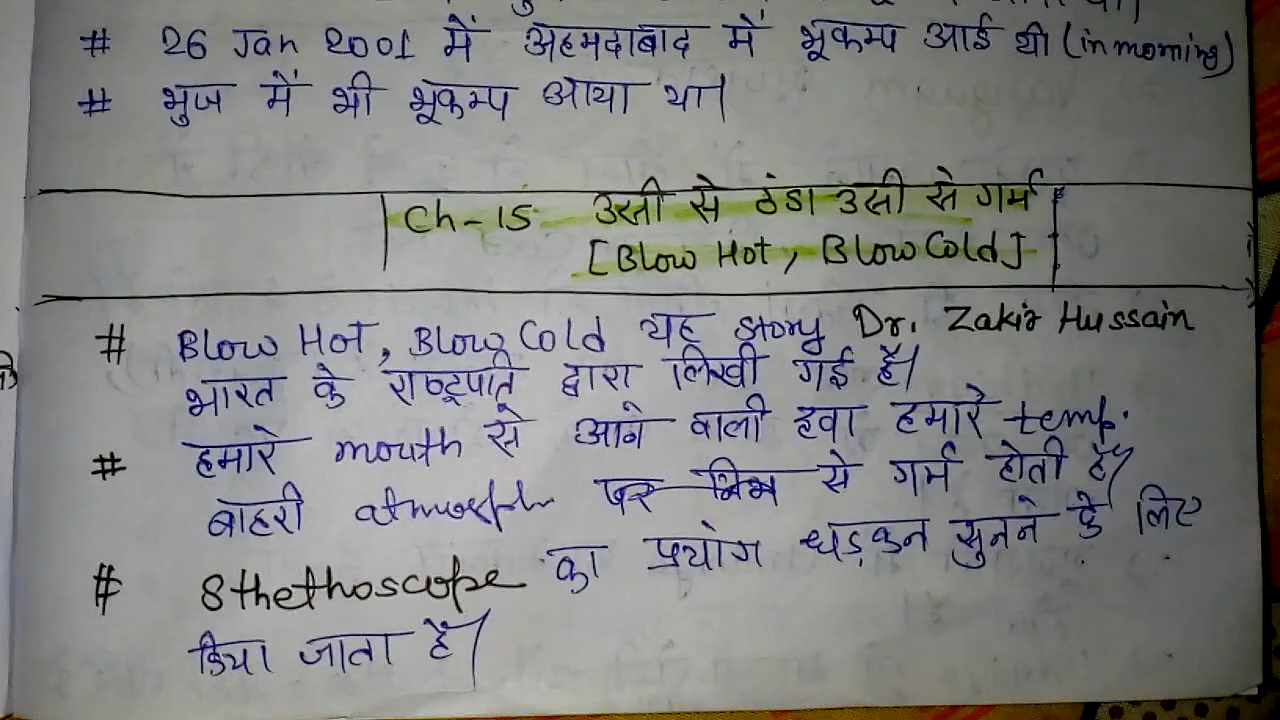 # 26 Jan 2001 में अहमदाबाद में भूकम्प आई थी (in morning)
# भुज में भी भूकम्प आया था।
Ch-15 उसी से ठंडा उसी से गर्म
[Blow Hot, Blow Cold]
# Blow Hot, Blow Cold यह story Dr. Zakir Hussain
भारत के राष्ट्रपति द्वारा लिखी गई है।
# हमारे mouth से आने वाली हवा हमारे temp.
बाहरी से गर्म होती है।
# Sthethoscope का प्रयोग धड़कन सुनने के लिए
किया जाता है।